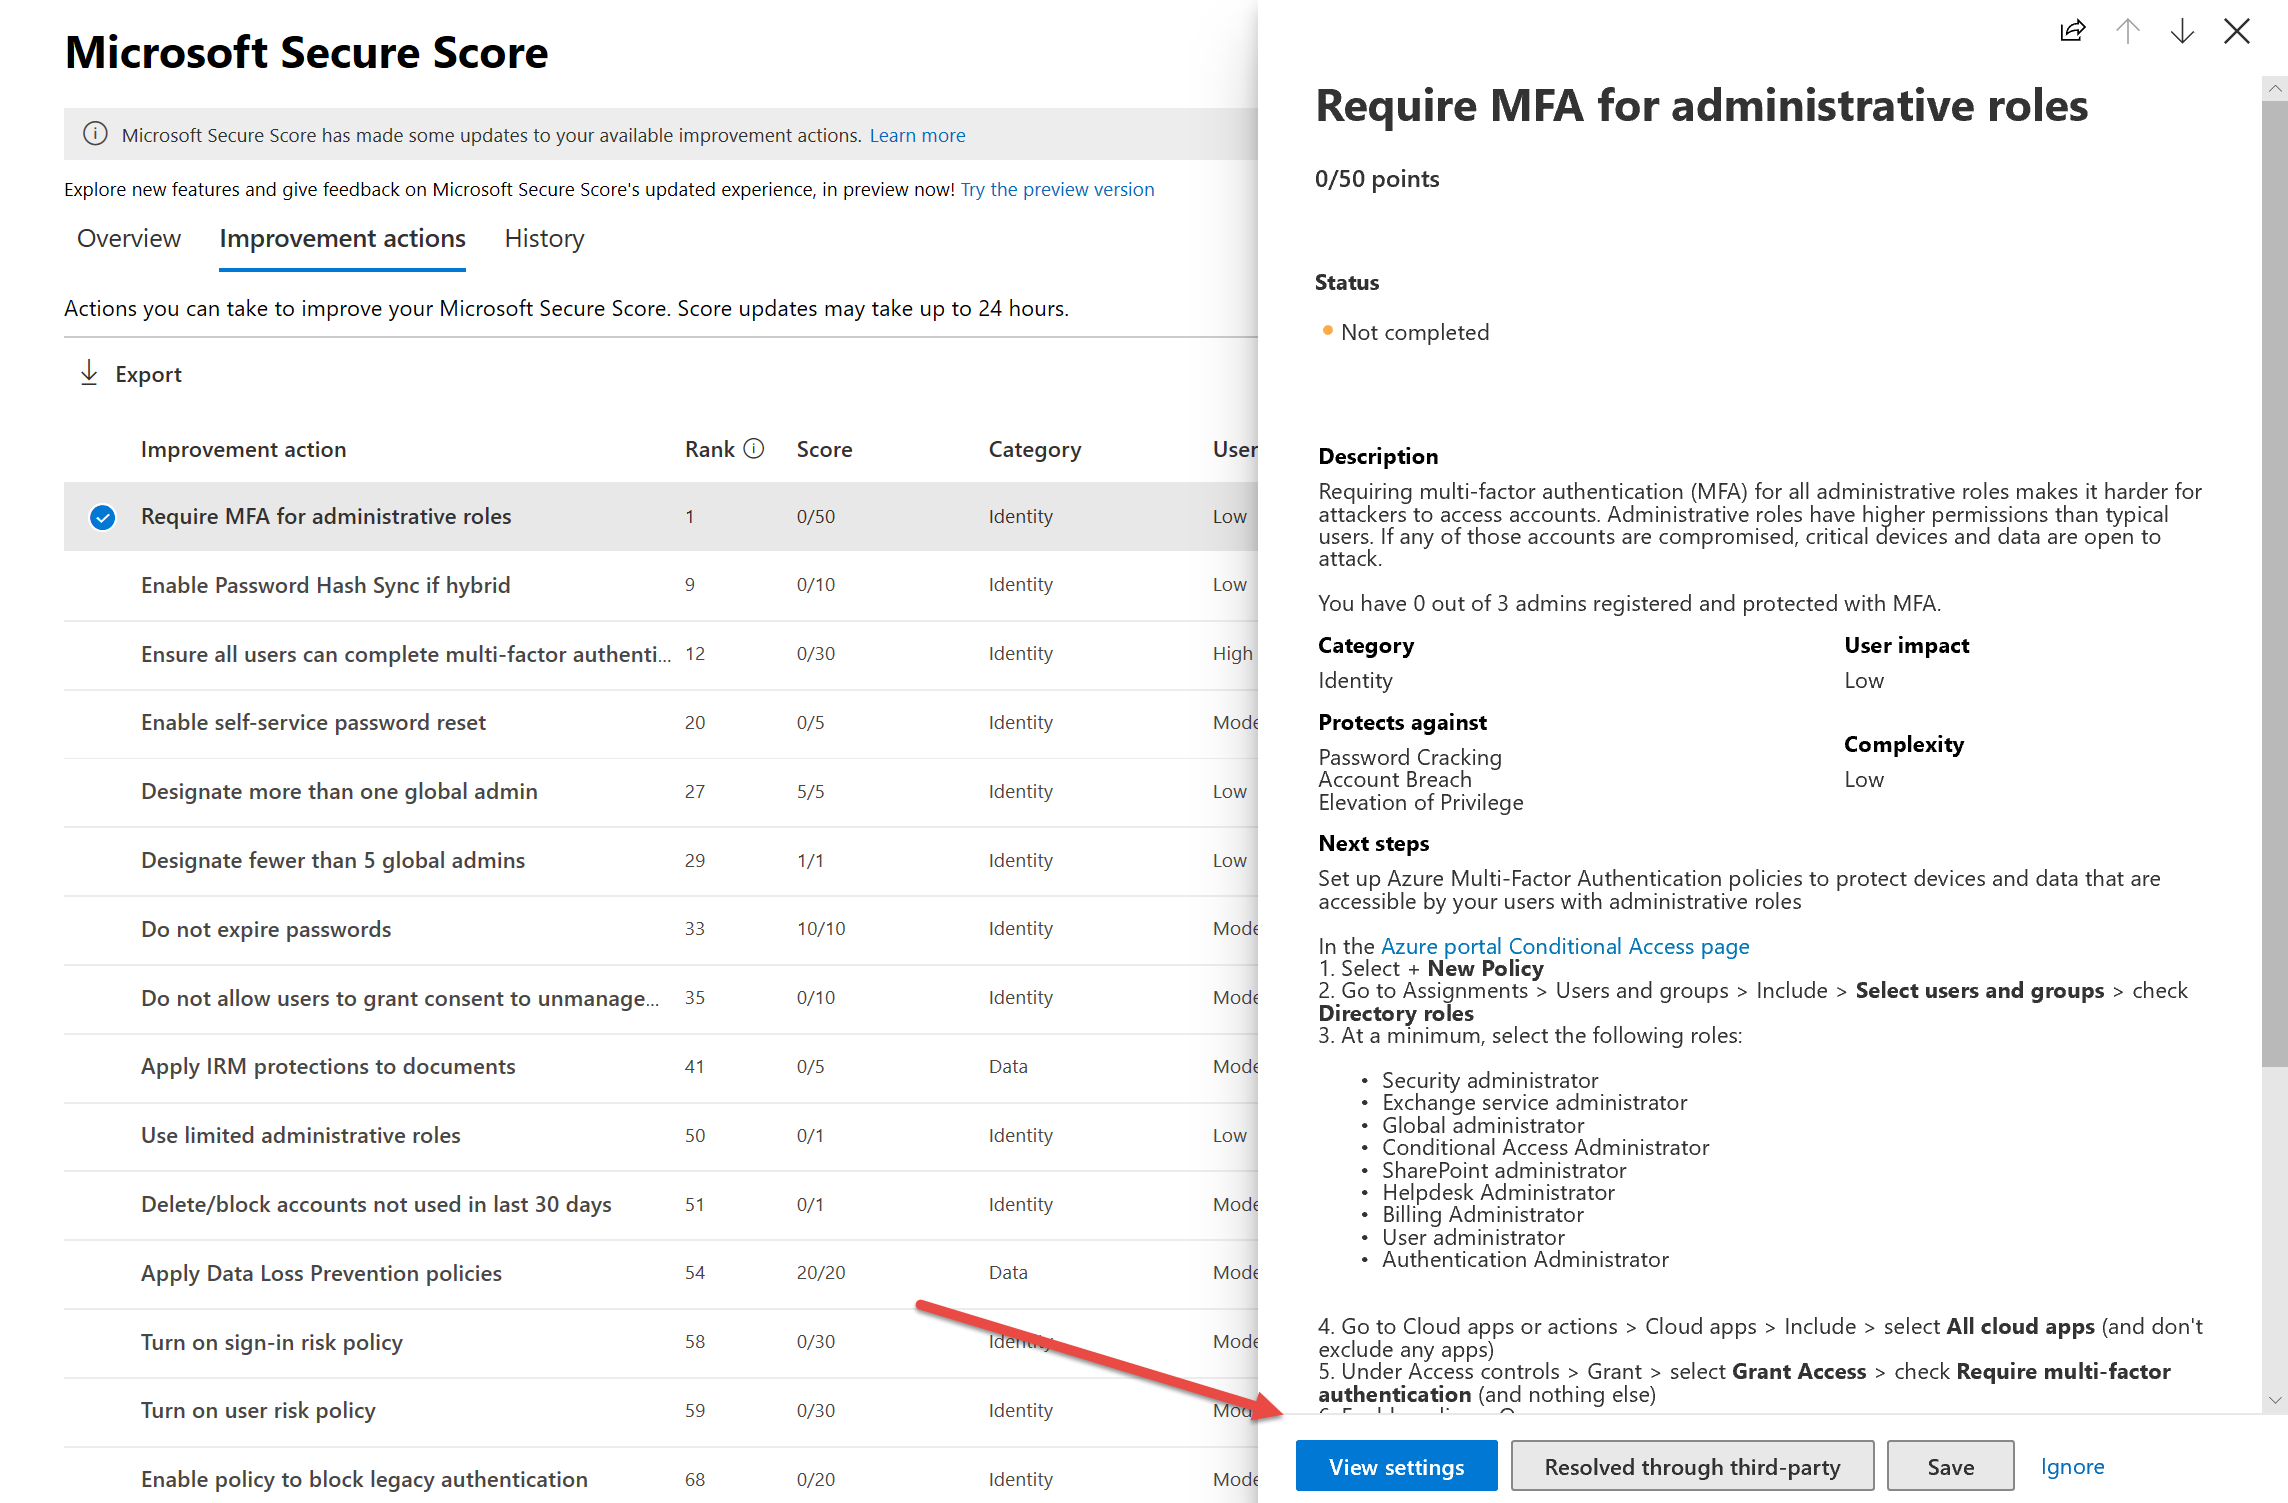 Microsoft Secure Score
Microsoft Secure Score has made some updates to your available improvement actions. Learn more
Explore new features and give feedback on Microsoft Secure Score's updated experience, in preview now! Try the preview version
Overview Improvement actions History
Actions you can take to improve your Microsoft Secure Score. Score updates may take up to 24 hours.
Export
Improvement action Rank Score Category User
Require MFA for administrative roles 1 0/50 Identity Low
Enable Password Hash Sync if hybrid 9 0/10 Identity Low
Ensure all users can complete multi-factor authenti... 12 0/30 Identity High
Enable self-service password reset 20 0/5 Identity Mode
Designate more than one global admin 27 5/5 Identity Low
Designate fewer than 5 global admins 29 1/1 Identity Low
Do not expire passwords 33 10/10 Identity Mode
Do not allow users to grant consent to unmanage... 35 0/10 Identity Mode
Apply IRM protections to documents 41 0/5 Data Mode
Use limited administrative roles 50 0/1 Identity Low
Delete/block accounts not used in last 30 days 51 0/1 Identity Mode
Apply Data Loss Prevention policies 54 20/20 Data Mode
Turn on sign-in risk policy 58 0/30 Identity Mode
Turn on user risk policy 59 0/30 Identity Mod
Enable policy to block legacy authentication 68 0/20 Identity Mode
Require MFA for administrative roles
0/50 points
Status
Not completed
Description
Requiring multi-factor authentication (MFA) for all administrative roles makes it harder for
attackers to access accounts. Administrative roles have higher permissions than typical
users. If any of those accounts are compromised, critical devices and data are open to
attack.
You have 0 out of 3 admins registered and protected with MFA.
Category
Identity
User impact
Low
Protects against
Password Cracking
Account Breach
Elevation of Privilege
Complexity
Low
Next steps
Set up Azure Multi-Factor Authentication policies to protect devices and data that are
accessible by your users with administrative roles
In the Azure portal Conditional Access page
1. Select + New Policy
2. Go to Assignments > Users and groups > Include > Select users and groups > check
Directory roles
3. At a minimum, select the following roles:
• Security administrator
• Exchange service administrator
• Global administrator
• Conditional Access Administrator
• SharePoint administrator
• Helpdesk Administrator
• Billing Administrator
• User administrator
• Authentication Administrator
4. Go to Cloud apps or actions > Cloud apps > Include > select All cloud apps (and don't
exclude any apps)
5. Under Access controls > Grant > select Grant Access > check Require multi-factor
authentication (and nothing else)
View settings Resolved through third-party Save Ignore